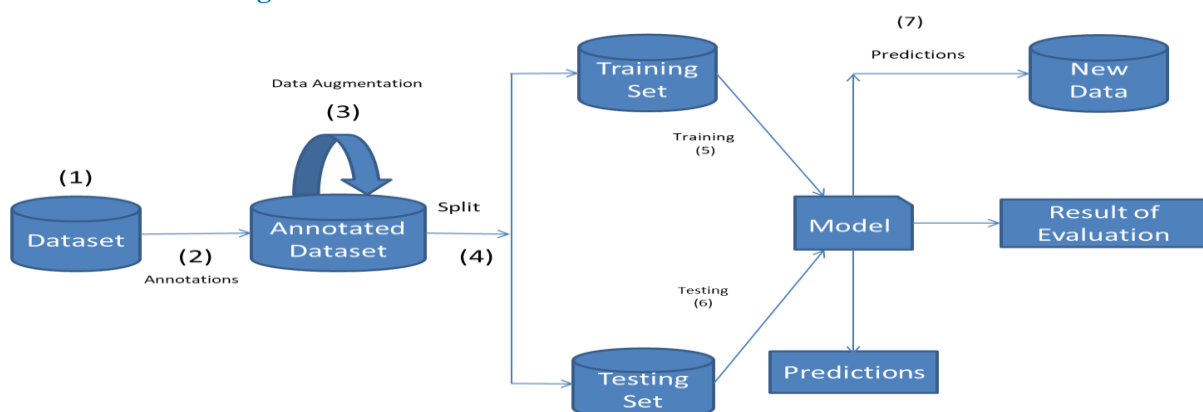 (7)
Predictions
Training
Set
New
Data
Data Augmentation
(3)
Training
(5)
(1)
Dataset
(2)
Annotations
Annotated
Dataset
Split
(4)
Model
Result of
Evaluation
Testing
(6)
Testing
Set
Predictions